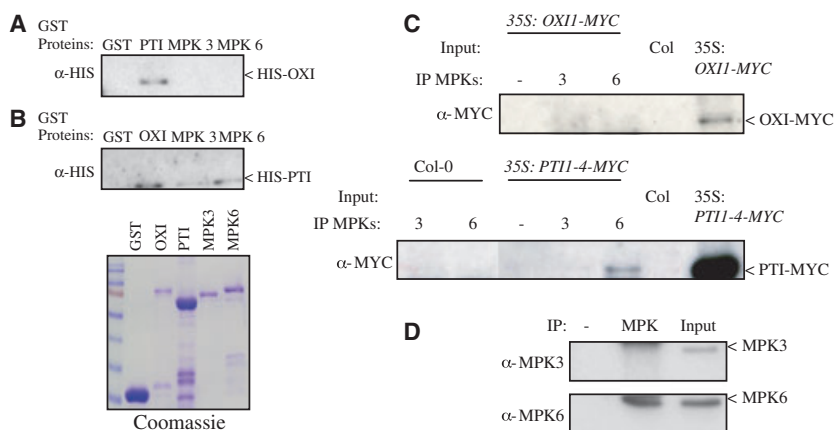 A
GST
Proteins: GST PTI MPK 3 MPK 6
α-HIS
< HIS-OXI
B
GST
Proteins: GST OXI MPK 3 MPK 6
α-HIS
< HIS-PTI
GST OXI PTI MPK3 MPK6
Coomassie
C
35S: OXI1-MYC
Input: Col 35S:
OXI1-MYC
IP MPKs: - 3 6
α-MYC
< OXI-MYC
Col-0 35S: PTI1-4-MYC
Input: Col 35S:
PTI1-4-MYC
IP MPKs: 3 6 - 3 6
α-MYC
< PTI-MYC
D
IP: - MPK Input
α-MPK3
< MPK3
α-MPK6
< MPK6